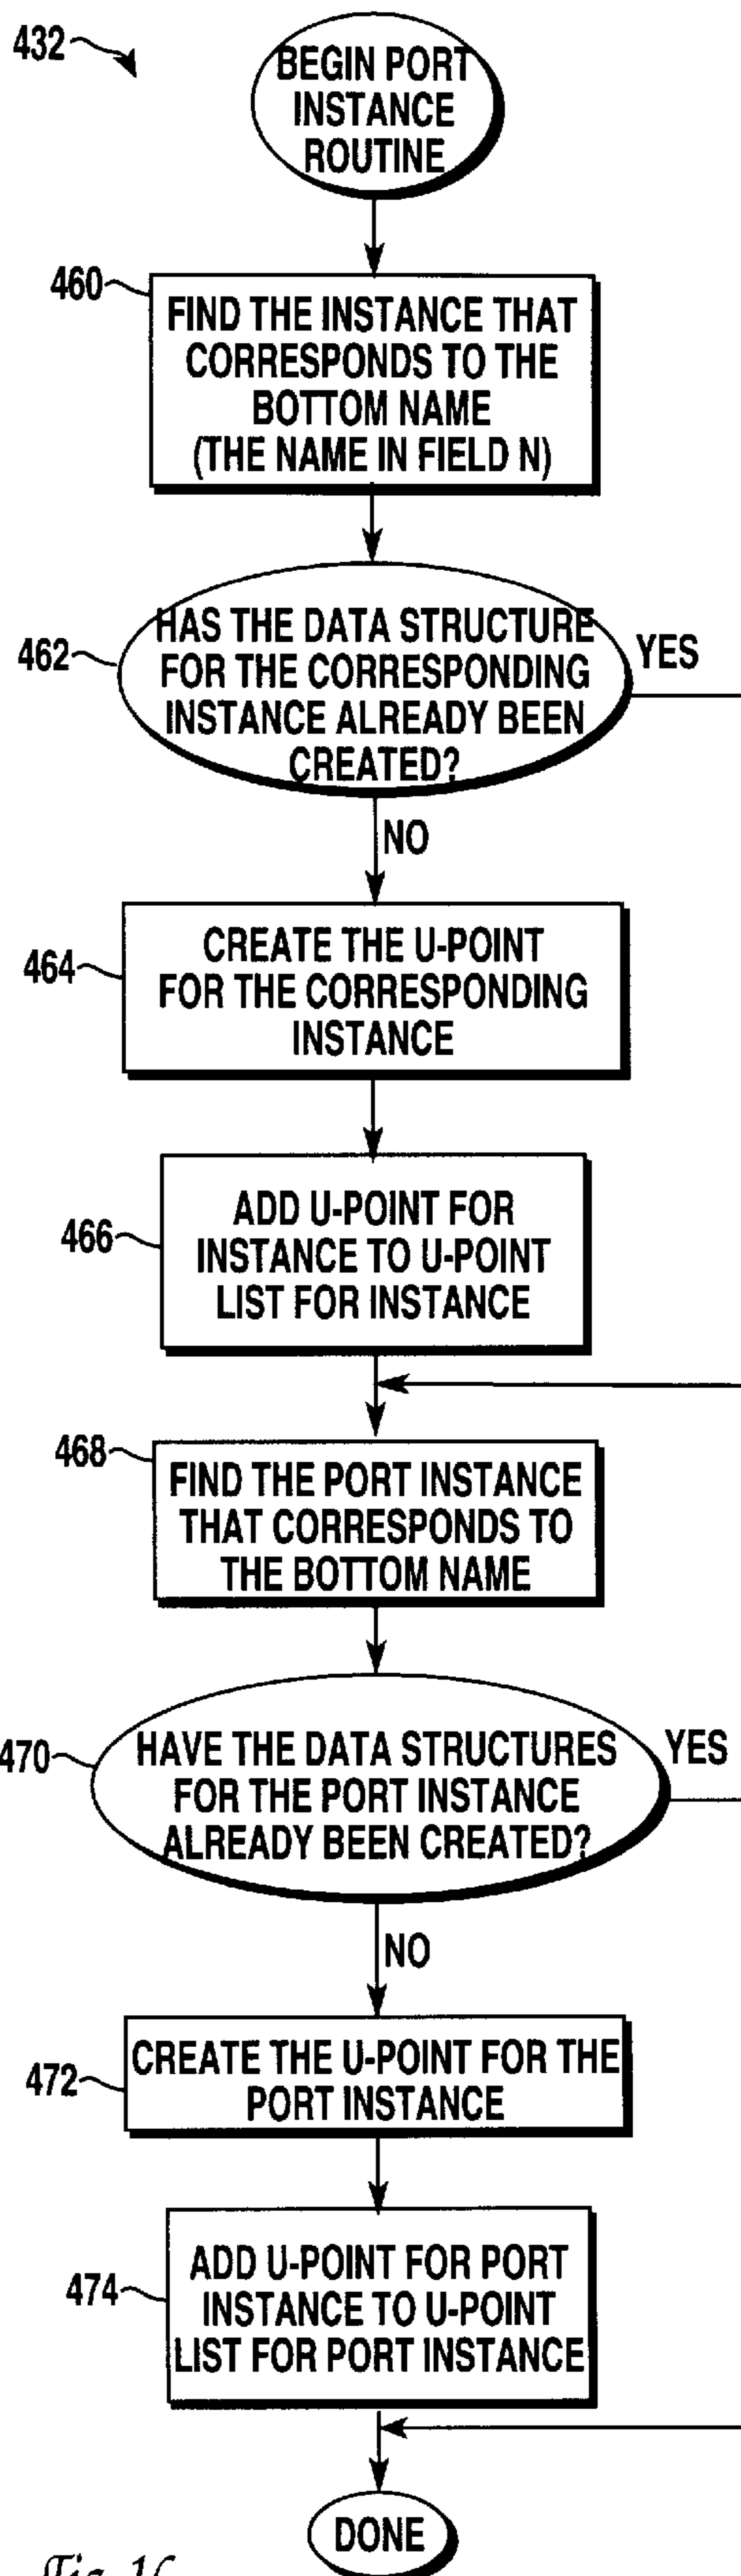 432
BEGIN PORT
INSTANCE
ROUTINE
460
FIND THE INSTANCE THAT
CORRESPONDS TO THE
BOTTOM NAME
(THE NAME IN FIELD N)
462
HAS THE DATA STRUCTURE
FOR THE CORRESPONDING
INSTANCE ALREADY BEEN
CREATED?
YES
NO
464
CREATE THE U-POINT
FOR THE CORRESPONDING
INSTANCE
466
ADD U-POINT FOR
INSTANCE TO U-POINT
LIST FOR INSTANCE
468
FIND THE PORT INSTANCE
THAT CORRESPONDS TO
THE BOTTOM NAME
470
HAVE THE DATA STRUCTURES
FOR THE PORT INSTANCE
ALREADY BEEN CREATED?
YES
NO
472
CREATE THE U-POINT FOR THE
PORT INSTANCE
474
ADD U-POINT FOR PORT
INSTANCE TO U-POINT
LIST FOR PORT INSTANCE
DONE
Fig.